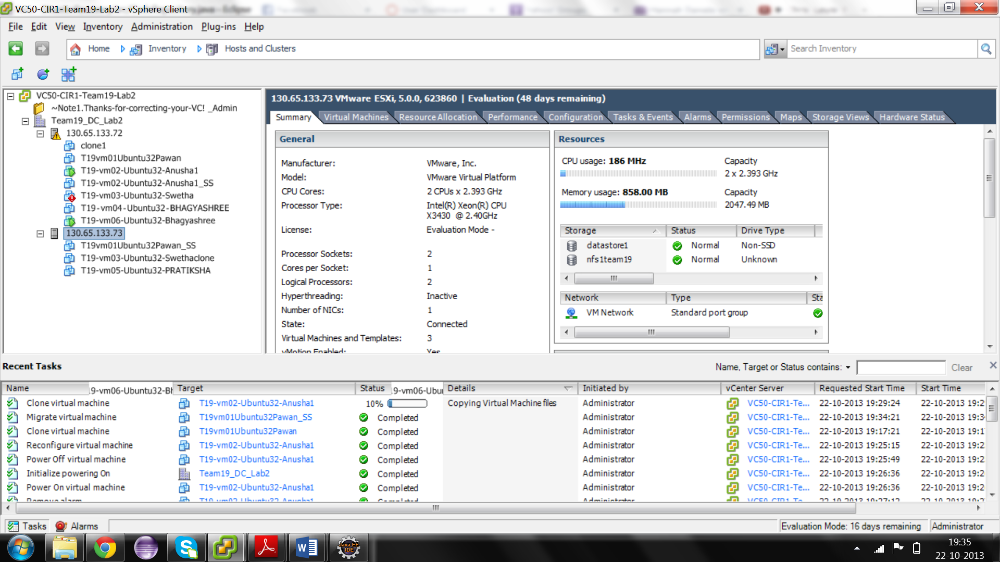 VC50-CIR1-Team19-Lab2 - vSphere Client
File Edit View Inventory Administration Plug-ins Help
Home Inventory Hosts and Clusters
Search Inventory
VC50-CIR1-Team19-Lab2
~Note1.Thanks-for-correcting-your-VC! _Admin
Team19_DC_Lab2
130.65.133.72
clone1
T19vm01Ubuntu32Pawan
T19-vm02-Ubuntu32-Anusha1
T19-vm02-Ubuntu32-Anusha1_SS
T19-vm03-Ubuntu32-Swetha
T19-vm04-Ubuntu32-BHAGYASHREE
T19-vm06-Ubuntu32-Bhagyashree
130.65.133.73
T19vm01Ubuntu32Pawan_SS
T19-vm03-Ubuntu32-Swethaclone
T19-vm05-Ubuntu32-PRATIKSHA
130.65.133.73 VMware ESXi, 5.0.0, 623860 | Evaluation (48 days remaining)
Summary Virtual Machines Resource Allocation Performance Configuration Tasks & Events Alarms Permissions Maps Storage Views Hardware Status
General
Manufacturer: VMware, Inc.
Model: VMware Virtual Platform
CPU Cores: 2 CPUs x 2.393 GHz
Processor Type: Intel(R) Xeon(R) CPU
X3430 @ 2.40GHz
License: Evaluation Mode -
Processor Sockets: 2
Cores per Socket: 1
Logical Processors: 2
Hyperthreading: Inactive
Number of NICs: 1
State: Connected
Virtual Machines and Templates: 3
vMotion Enabled: Yes
Resources
CPU usage: 186 MHz Capacity
2 x 2.393 GHz
Memory usage: 858.00 MB Capacity
2047.49 MB
Storage Status Drive Type
datastore1 Normal Non-SSD
nfs1team19 Normal Unknown
Network Type Sta
VM Network Standard port group
Recent Tasks
Name, Target or Status contains: Clear
Name 19-vm06-Ubuntu32-Bh Target Status 19-vm06-Ubu Details Initiated by vCenter Server Requested Start Time Start Time
Clone virtual machine T19-vm02-Ubuntu32-Anusha1 10% Copying Virtual Machine files Administrator VC50-CIR1-Te... 22-10-2013 19:29:24 22-10-2013 19:2
Migrate virtual machine T19vm01Ubuntu32Pawan_SS Completed Administrator VC50-CIR1-Te... 22-10-2013 19:34:21 22-10-2013 19:3
Clone virtual machine T19vm01Ubuntu32Pawan Completed Administrator VC50-CIR1-Te... 22-10-2013 19:17:21 22-10-2013 19:1
Reconfigure virtual machine T19-vm02-Ubuntu32-Anusha1 Completed Administrator VC50-CIR1-Te... 22-10-2013 19:25:15 22-10-2013 19:2
Power Off virtual machine T19-vm02-Ubuntu32-Anusha1 Completed Administrator VC50-CIR1-Te... 22-10-2013 19:25:49 22-10-2013 19:2
Initialize powering On Team19_DC_Lab2 Completed Administrator VC50-CIR1-Te... 22-10-2013 19:26:36 22-10-2013 19:2
Power On virtual machine T19-vm02-Ubuntu32-Anusha1 Completed Administrator VC50-CIR1-Te... 22-10-2013 19:26:36 22-10-2013 19:2
Remove alarm T19-vm02-Ubuntu32-Anusha1 Completed Administrator VC50-CIR1-Te... 22-10-2013 19:27:12 22-10-2013 19:2
Tasks Alarms
Evaluation Mode: 16 days remaining Administrator
Java EE
IDE
19:35
22-10-2013